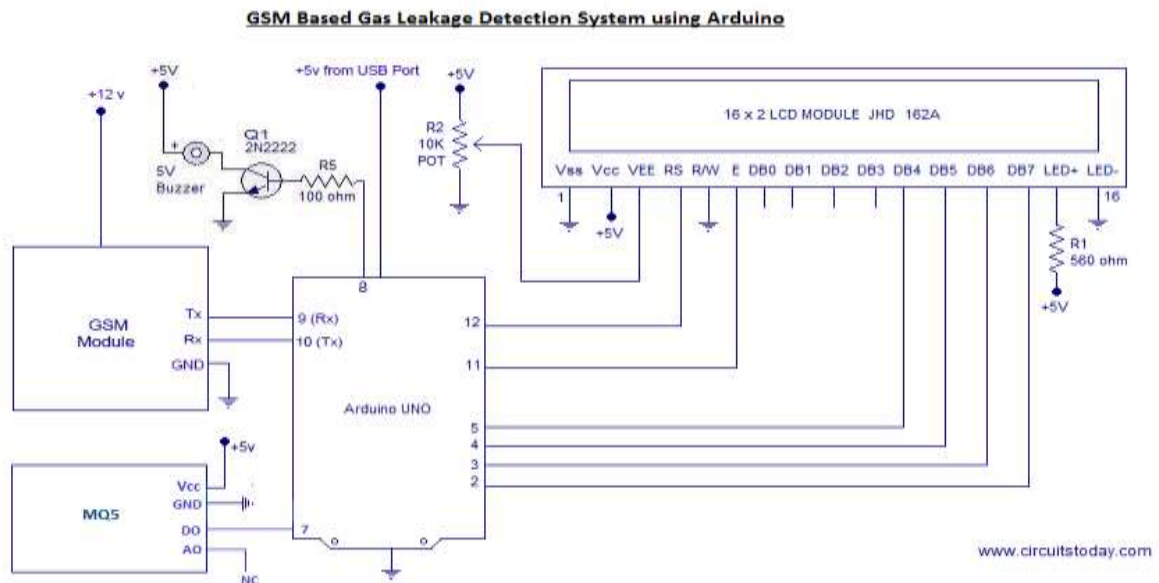 GSM Based Gas Leakage Detection System using Arduino
+5V
+5v from USB Port
+5V
+12 v
16 x 2 LCD MODULE JHD 162A
Q1
2N2222
R2
10K
POT
+
5V
Buzzer
R5
100 ohm
Vss Vcc VEE RS R/W E DB0 DB1 DB2 DB3 DB4 DB5 DB6 DB7 LED+ LED-
1
16
+5V
R1
560 ohm
+5V
8
GSM
Module
Tx
Rx
GND
9 (Rx)
10 (Tx)
12
11
Arduino UNO
5
4
3
2
+5v
MQ5
Vcc
GND
DO
AO
7
NC
www.circuitstoday.com